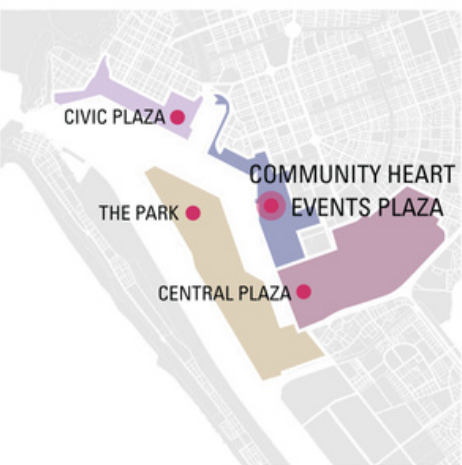 CIVIC PLAZA
COMMUNITY HEART
EVENTS PLAZA
THE PARK
CENTRAL PLAZA